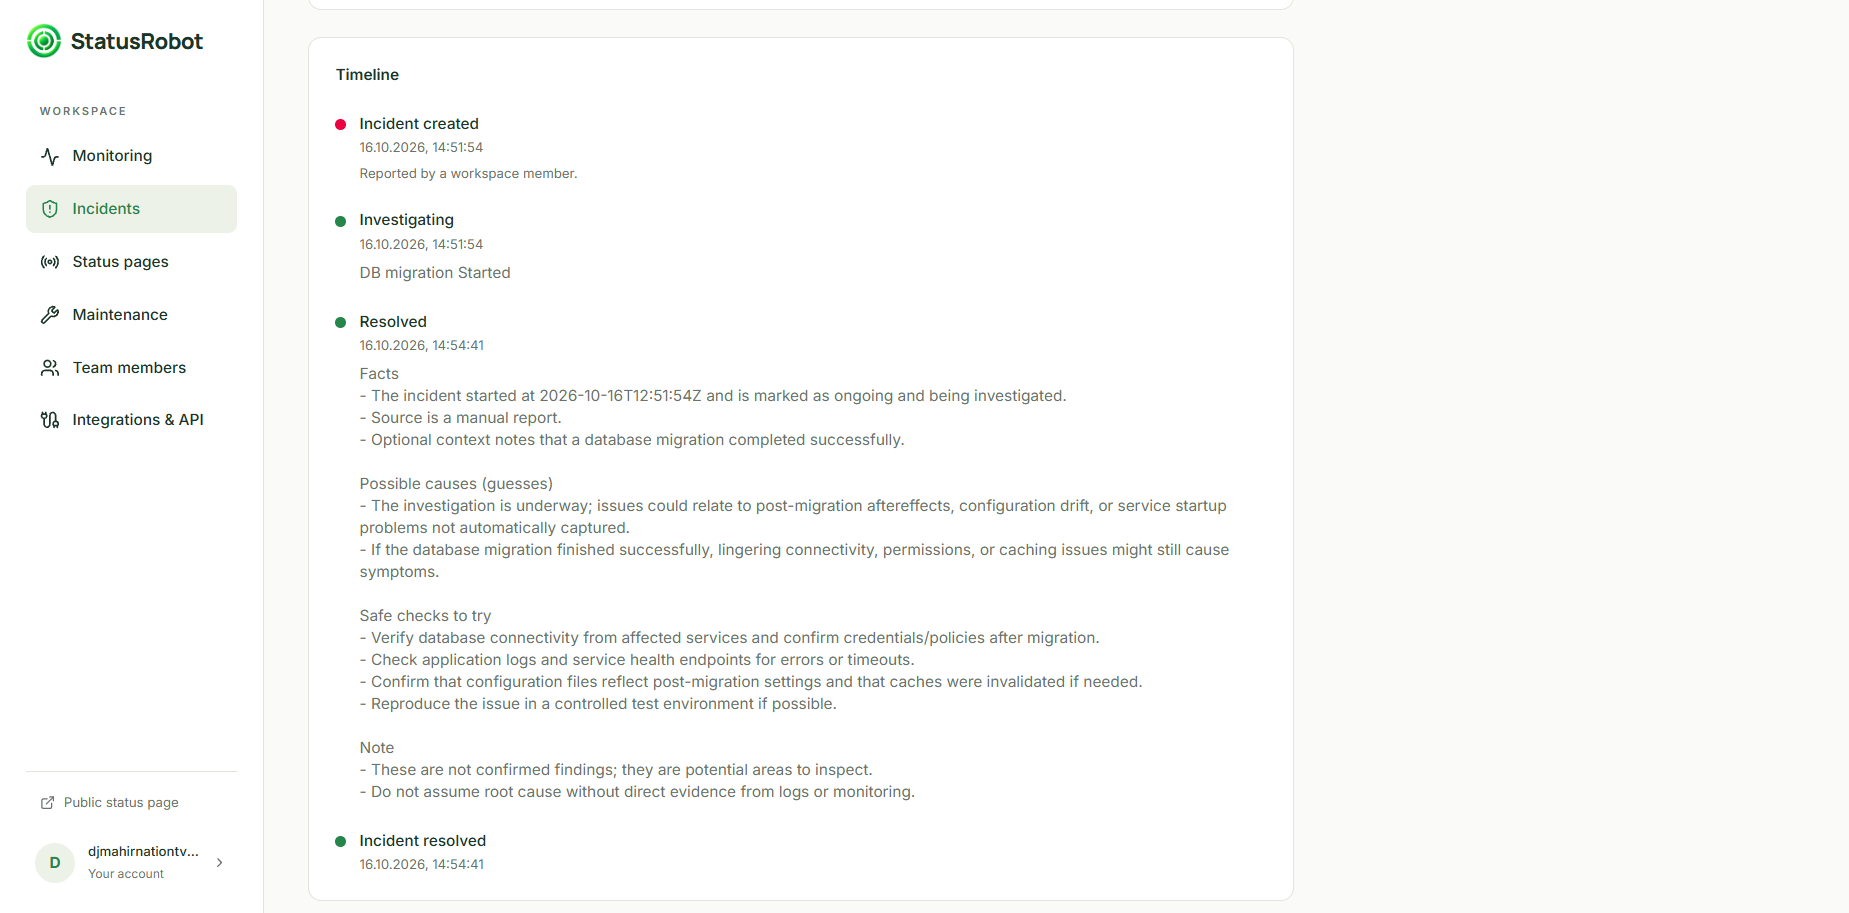 StatusRobot
WORKSPACE
Monitoring
Incidents
Status pages
Maintenance
Team members
Integrations & API
Public status page
D
djmahirnationtv...
Your account
Timeline
Incident created
16.10.2026, 14:51:54
Reported by a workspace member.
Investigating
16.10.2026, 14:51:54
DB migration Started
Resolved
16.10.2026, 14:54:41
Facts
- The incident started at 2026-10-16T12:51:54Z and is marked as ongoing and being investigated.
- Source is a manual report.
- Optional context notes that a database migration completed successfully.
Possible causes (guesses)
- The investigation is underway; issues could relate to post-migration aftereffects, configuration drift, or service startup
problems not automatically captured.
- If the database migration finished successfully, lingering connectivity, permissions, or caching issues might still cause
symptoms.
Safe checks to try
- Verify database connectivity from affected services and confirm credentials/policies after migration.
- Check application logs and service health endpoints for errors or timeouts.
- Confirm that configuration files reflect post-migration settings and that caches were invalidated if needed.
- Reproduce the issue in a controlled test environment if possible.
Note
- These are not confirmed findings; they are potential areas to inspect.
- Do not assume root cause without direct evidence from logs or monitoring.
Incident resolved
16.10.2026, 14:54:41